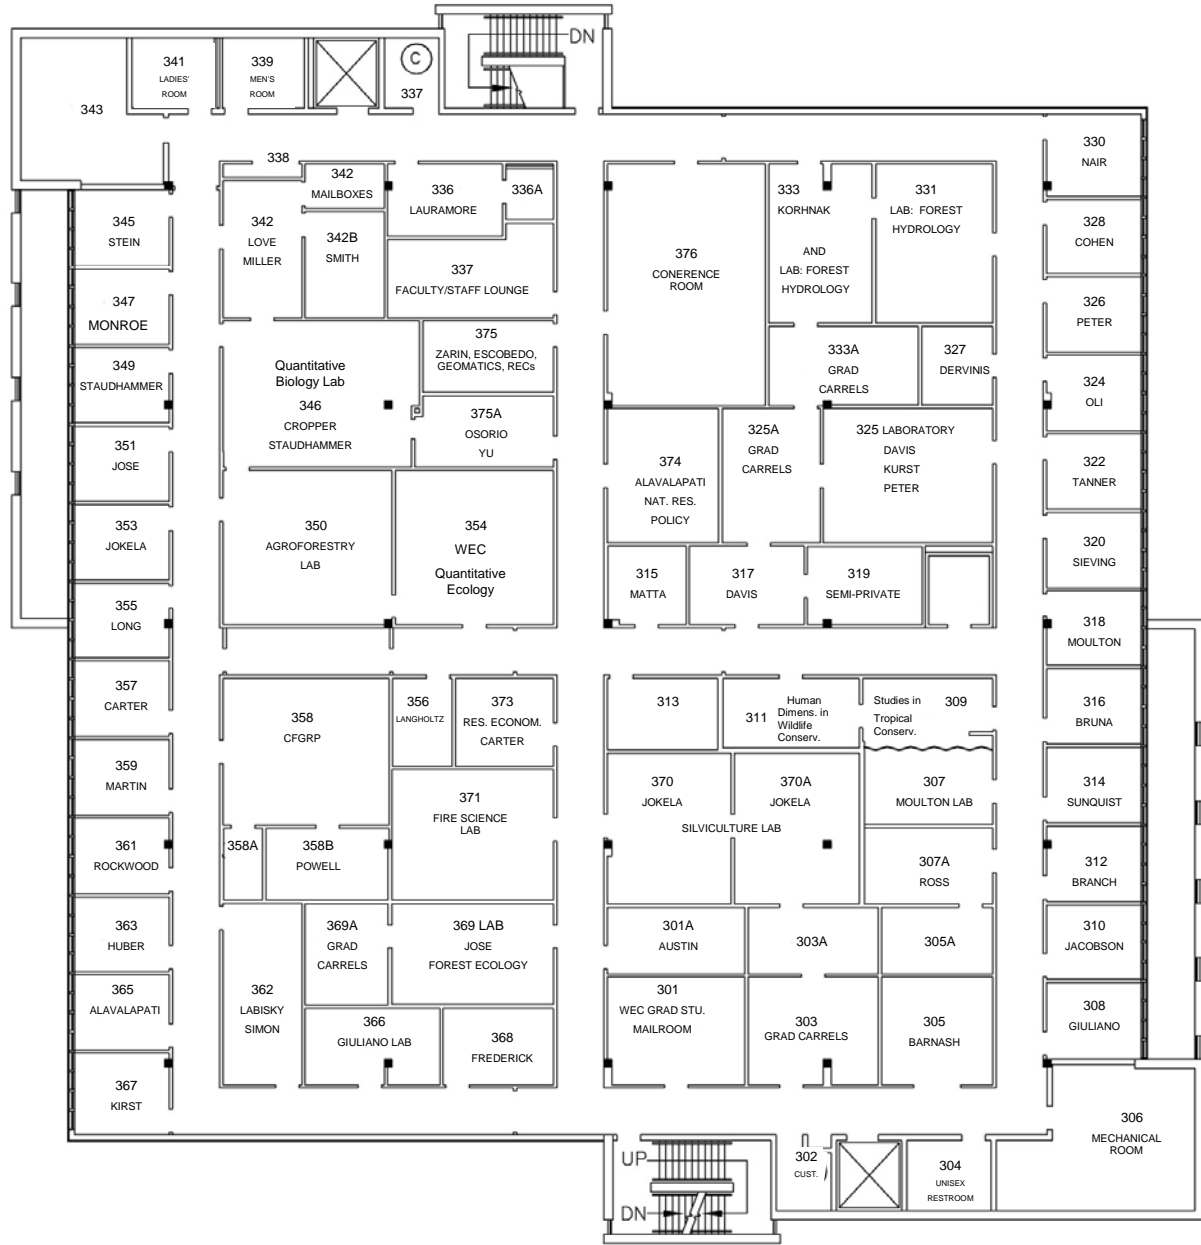 DN
341
LADIES'
ROOM
339
MEN'S
ROOM
C
337
343
338
342
MAILBOXES
336
LAURAMORE
336A
342
LOVE
MILLER
342B
SMITH
337
FACULTY/STAFF LOUNGE
345
STEIN
347
MONROE
349
STAUDHAMMER
351
JOSE
353
JOKELA
355
LONG
357
CARTER
359
MARTIN
361
ROCKWOOD
363
HUBER
365
ALAVALAPATI
367
KIRST
Quantitative
Biology Lab
346
CROPPER
STAUDHAMMER
375
ZARIN, ESCOBEDO,
GEOMATICS, RECs
375A
OSORIO
YU
350
AGROFORESTRY
LAB
354
WEC
Quantitative
Ecology
376
CONERENCE
ROOM
333
KORHNAK
AND
LAB: FOREST
HYDROLOGY
331
LAB: FOREST
HYDROLOGY
333A
GRAD
CARRELS
327
DERVINIS
374
ALAVALAPATI
NAT. RES.
POLICY
325A
GRAD
CARRELS
325 LABORATORY
DAVIS
KURST
PETER
315
MATTA
317
DAVIS
319
SEMI-PRIVATE
330
NAIR
328
COHEN
326
PETER
324
OLI
322
TANNER
320
SIEVING
318
MOULTON
316
BRUNA
314
SUNQUIST
312
BRANCH
310
JACOBSON
308
GIULIANO
358
CFGRP
356
LANGHOLTZ
373
RES. ECONOM.
CARTER
371
FIRE SCIENCE
LAB
358A
358B
POWELL
362
LABISKY
SIMON
369A
GRAD
CARRELS
369 LAB
JOSE
FOREST ECOLOGY
366
GIULIANO LAB
368
FREDERICK
313
311
Human
Dimens. in
Wildlife
Conserv.
Studies in
Tropical
Conserv.
309
370
JOKELA
370A
JOKELA
SILVICULTURE LAB
307
MOULTON LAB
307A
ROSS
301A
AUSTIN
303A
305A
301
WEC GRAD STU.
MAILROOM
303
GRAD CARRELS
305
BARNASH
306
MECHANICAL
ROOM
UP
DN
302
CUST.
304
UNISEX
RESTROOM